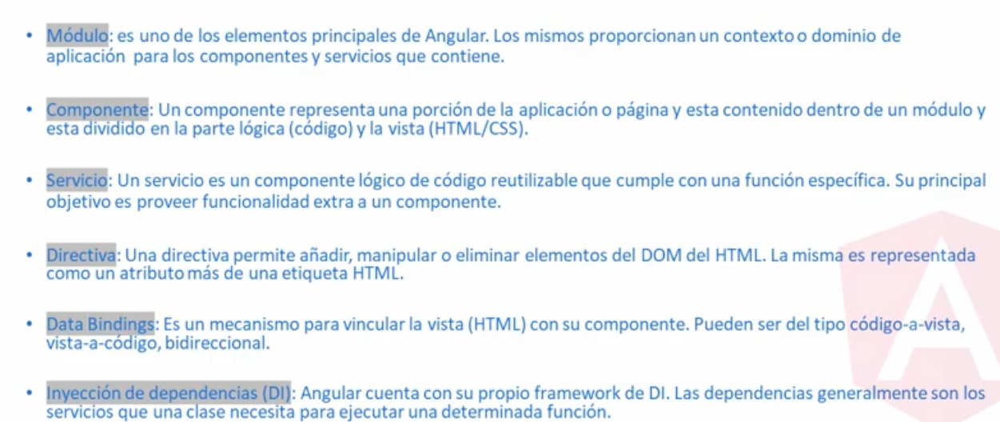 • Módulo: es uno de los elementos principales de Angular. Los mismos proporcionan un contexto o dominio de
aplicación para los componentes y servicios que contiene.
• Componente: Un componente representa una porción de la aplicación o página y esta contenido dentro de un módulo y
esta dividido en la parte lógica (código) y la vista (HTML/CSS).
• Servicio: Un servicio es un componente lógico de código reutilizable que cumple con una función específica. Su principal
objetivo es proveer funcionalidad extra a un componente.
• Directiva: Una directiva permite añadir, manipular o eliminar elementos del DOM del HTML. La misma es representada
como un atributo más de una etiqueta HTML.
• Data Bindings: Es un mecanismo para vincular la vista (HTML) con su componente. Pueden ser del tipo código-a-vista,
vista-a-código, bidireccional.
• Inyección de dependencias (DI): Angular cuenta con su propio framework de DI. Las dependencias generalmente son los
servicios que una clase necesita para ejecutar una determinada función.
A